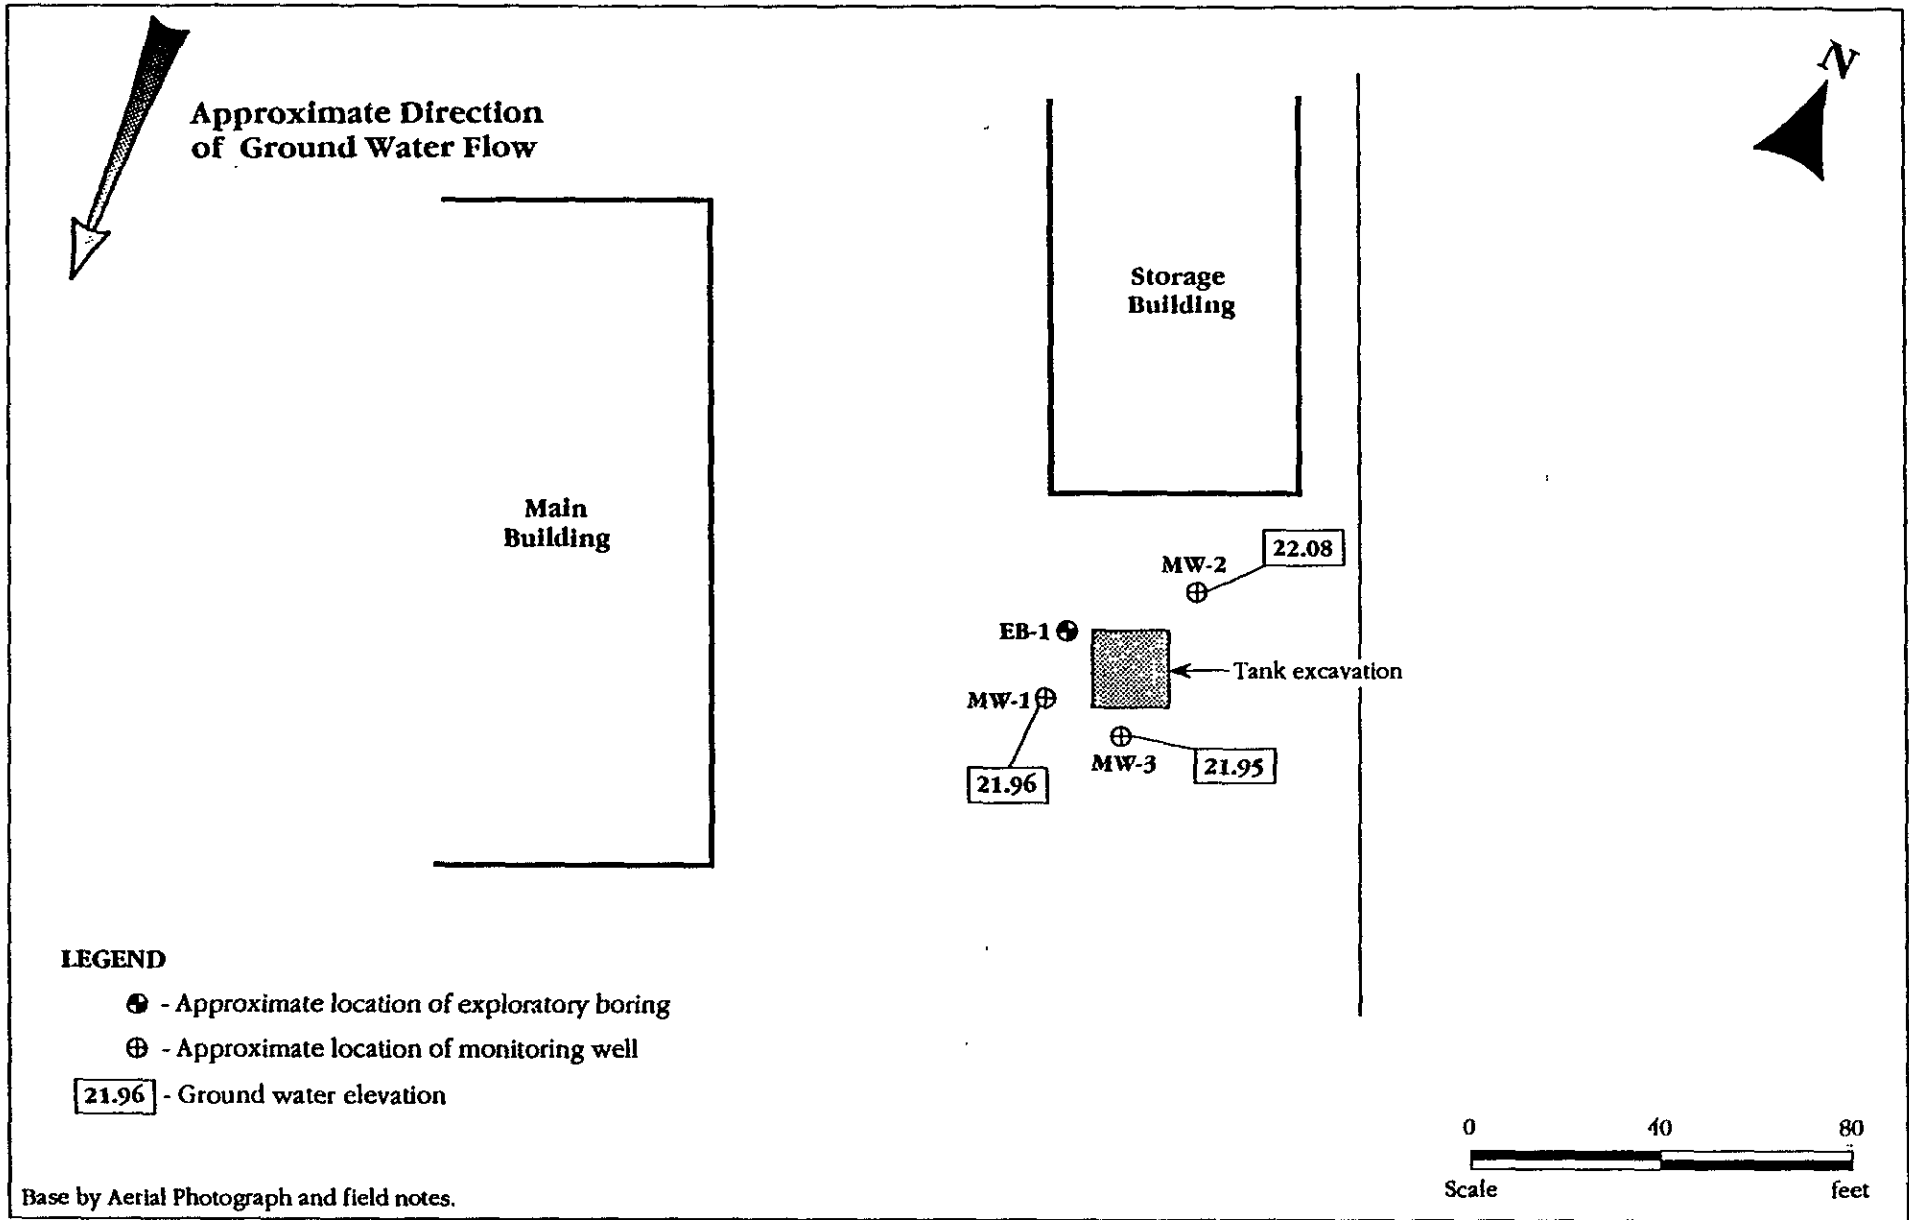 N
Approximate Direction
of Ground Water Flow
Storage
Building
Main
Building
22.08
MW-2
EB-1
Tank excavation
MW-1
MW-3
21.95
21.96
LEGEND
- Approximate location of exploratory boring
- Approximate location of monitoring well
21.96 - Ground water elevation
0 40 80
Scale feet
Base by Aerial Photograph and field notes.